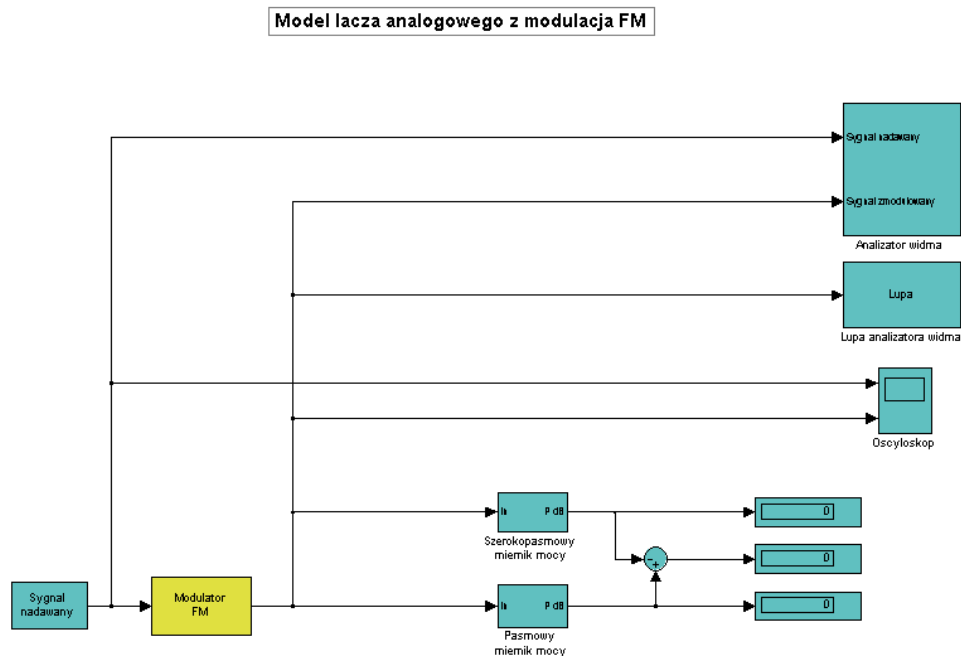 Model lacza analogowego z modulacja FM
Sygnal nadawany
Sygnal zmodulowany
Analizator widma
Lupa
Lupa analizatora widma
Oscyloskop
In
P dB
Szerokopasmowy
miernik mocy
0
-
+
0
Sygnal
nadawany
Modulator
FM
In
P dB
Pasmowy
miernik mocy
0